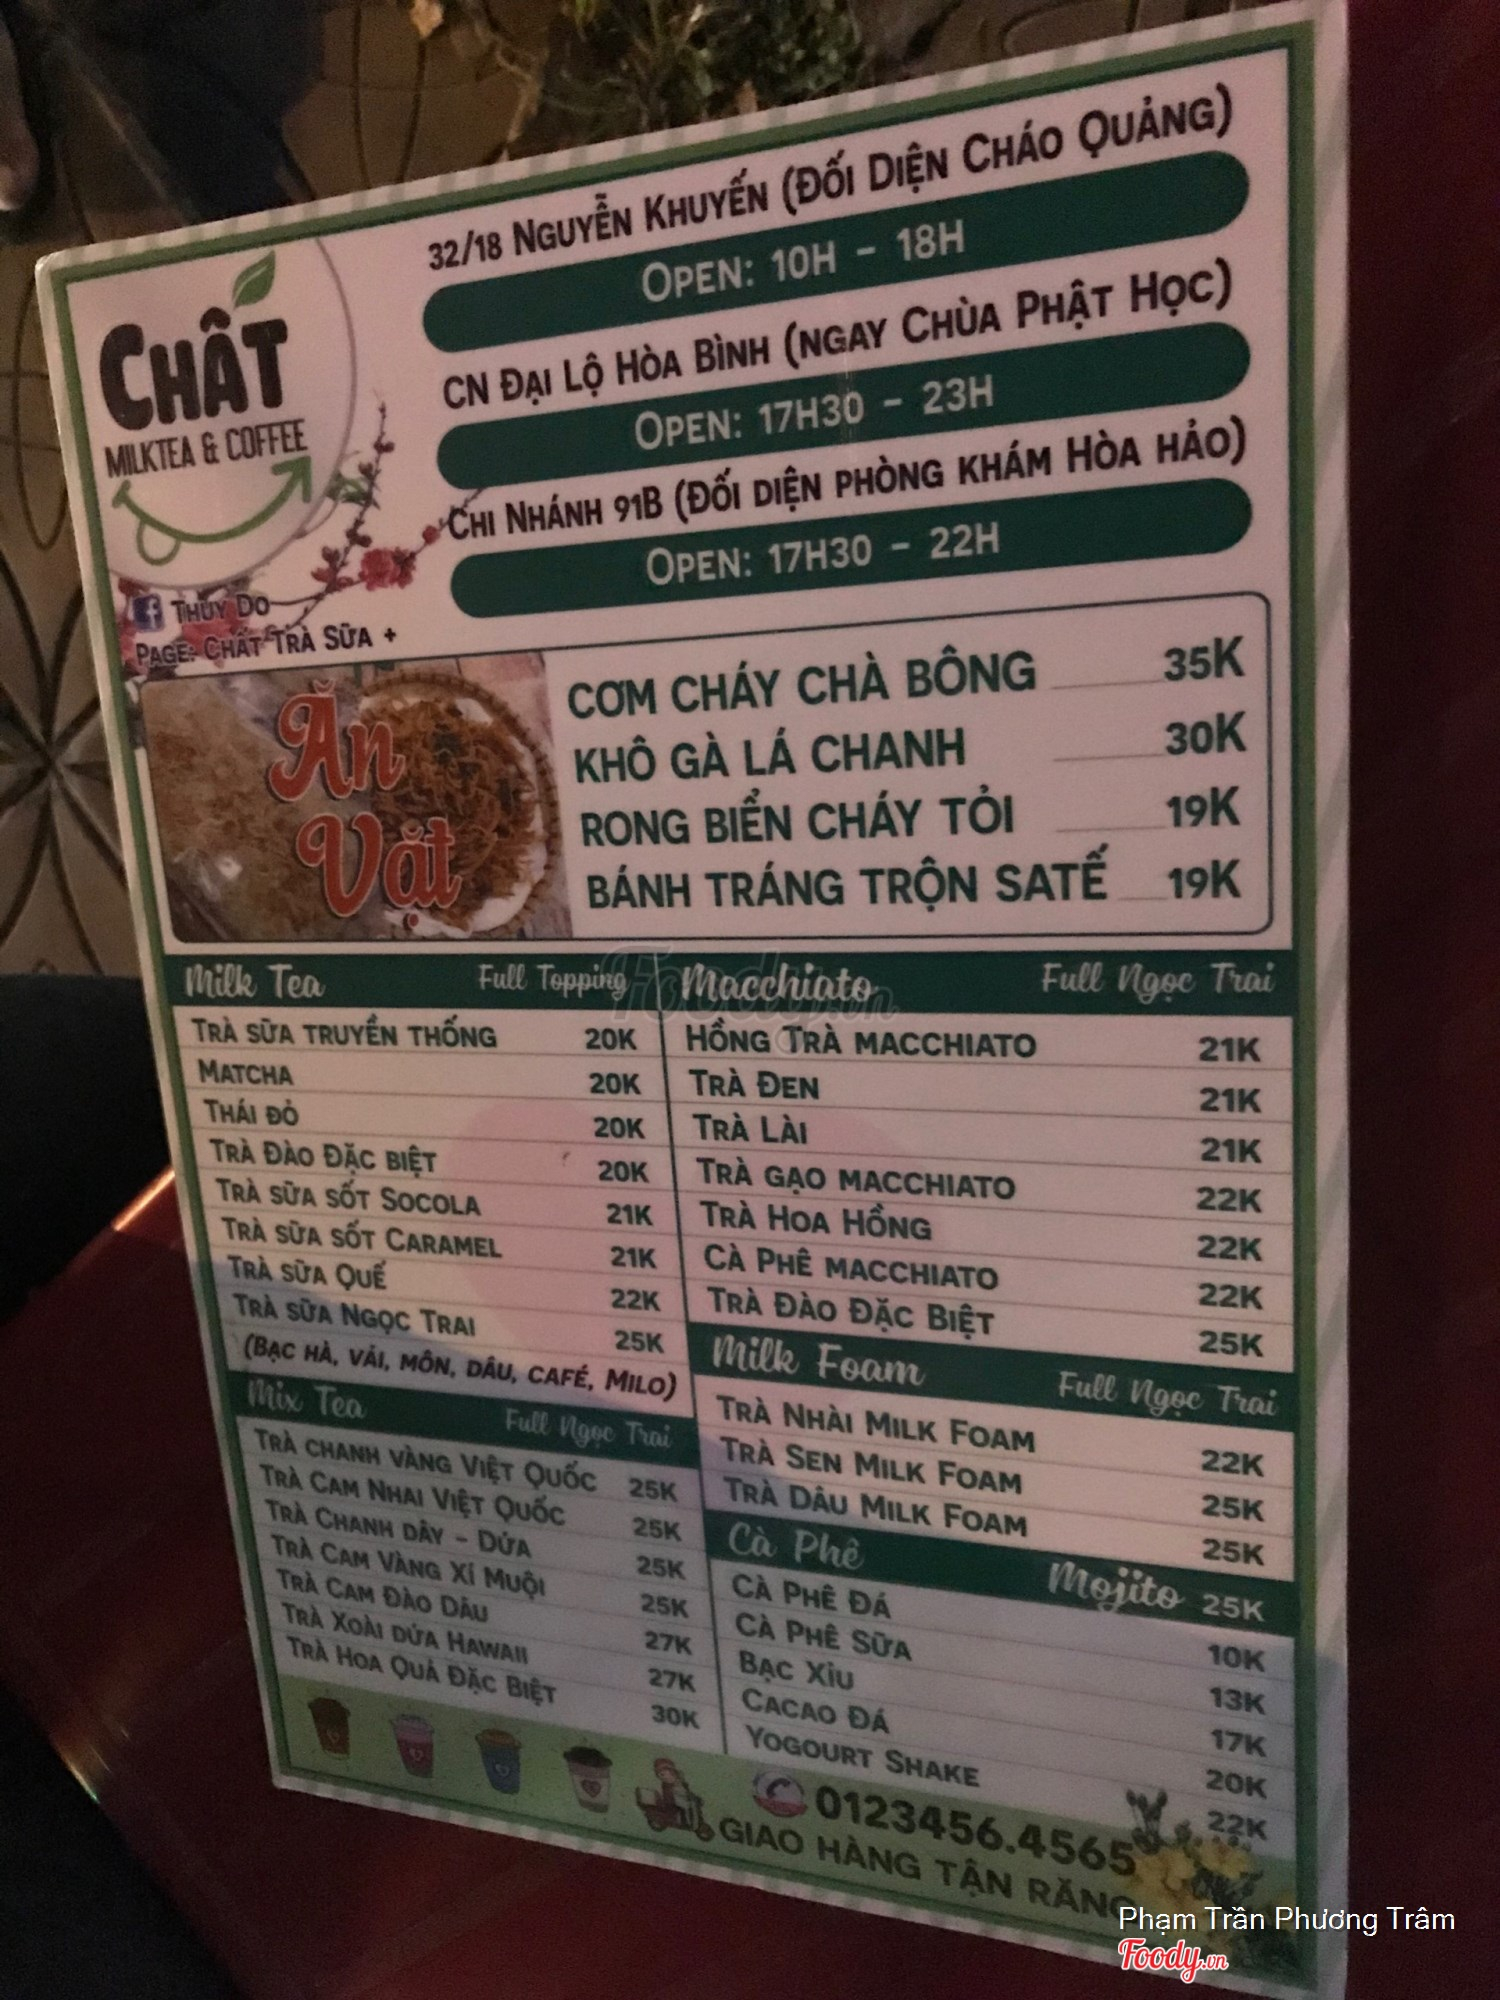 CHẤT
MILKTEA & COFFEE
THÙY DO
PAGE: CHẤT TRÀ SỮA +
32/18 NGUYỄN KHUYẾN (ĐỐI DIỆN CHÁO QUẢNG)
OPEN: 10H - 18H
CN ĐẠI LỘ HÒA BÌNH (NGAY CHÙA PHẬT HỌC)
OPEN: 17H30 - 23H
CHI NHÁNH 91B (ĐỐI DIỆN PHÒNG KHÁM HÒA HẢO)
OPEN: 17H30 - 22H
Ăn Vặt
CƠM CHÁY CHÀ BÔNG 35K
KHÔ GÀ LÁ CHANH 30K
RONG BIỂN CHÁY TỎI 19K
BÁNH TRÁNG TRỘN SATẾ 19K
Milk Tea Full Topping
TRÀ SỮA TRUYỀN THỐNG 20K
MATCHA 20K
THÁI ĐỎ 20K
TRÀ ĐÀO ĐẶC BIỆT 20K
TRÀ SỮA SỐT SOCOLA 21K
TRÀ SỮA SỐT CARAMEL 21K
TRÀ SỮA QUẾ 22K
TRÀ SỮA NGỌC TRAI 25K
(BẠC HÀ, VẢI, MÔN, DÂU, CAFÉ, MILO)
Mix Tea Full Ngọc Trai
TRÀ CHANH VÀNG VIỆT QUỐC 25K
TRÀ CAM NHAI VIỆT QUỐC 25K
TRÀ CHANH DÂY - DỨA 25K
TRÀ CAM VÀNG XÍ MUỘI 25K
TRÀ CAM ĐÀO DÂU 27K
TRÀ XOÀI DỨA HAWAII 27K
TRÀ HOA QUẢ ĐẶC BIỆT 30K
Macchiato Full Ngọc Trai
HỒNG TRÀ MACCHIATO 21K
TRÀ ĐEN 21K
TRÀ LÀI 21K
TRÀ GẠO MACCHIATO 22K
TRÀ HOA HỒNG 22K
CÀ PHÊ MACCHIATO 22K
TRÀ ĐÀO ĐẶC BIỆT 25K
Milk Foam Full Ngọc Trai
TRÀ NHÀI MILK FOAM 22K
TRÀ SEN MILK FOAM 25K
TRÀ DÂU MILK FOAM 25K
Cà Phê Mojito 25K
CÀ PHÊ ĐÁ 10K
CÀ PHÊ SỮA 13K
BẠC XỈU 17K
CACAO ĐÁ 20K
YOGOURT SHAKE 22K
0123456.4565
GIAO HÀNG TẬN RĂNG
Foody.vn
Phạm Trần Phương Trâm
Foody.vn